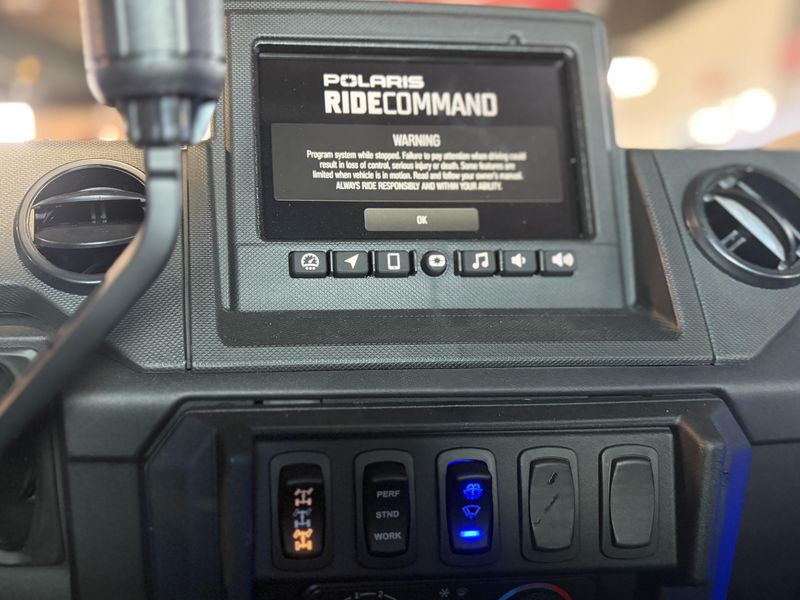 POLARIS
RIDECOMMAND
WARNING
Program system while stopped. Failure to pay attention when driving could
result in loss of control, serious injury or death. Some features are
limited when vehicle is in motion. Read and follow your owner's manual.
ALWAYS RIDE RESPONSIBLY AND WITHIN YOUR ABILITY.
OK
PERF
STND
WORK
1 2